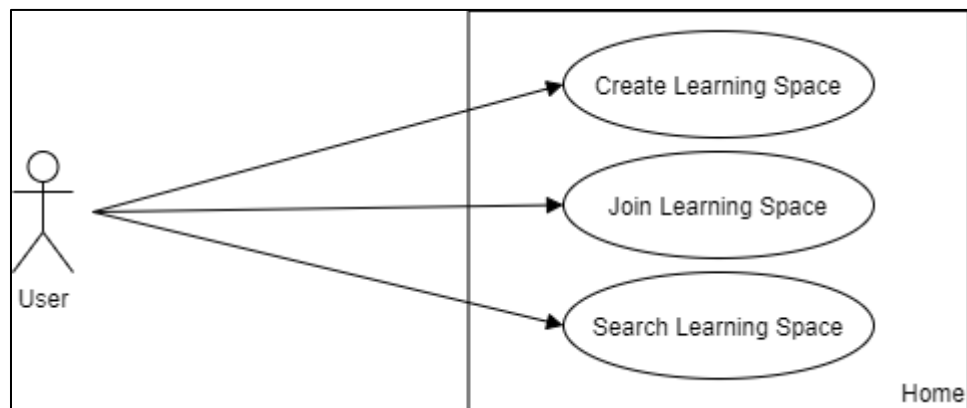 Create Learning Space
Join Learning Space
User
Search Learning Space
Home